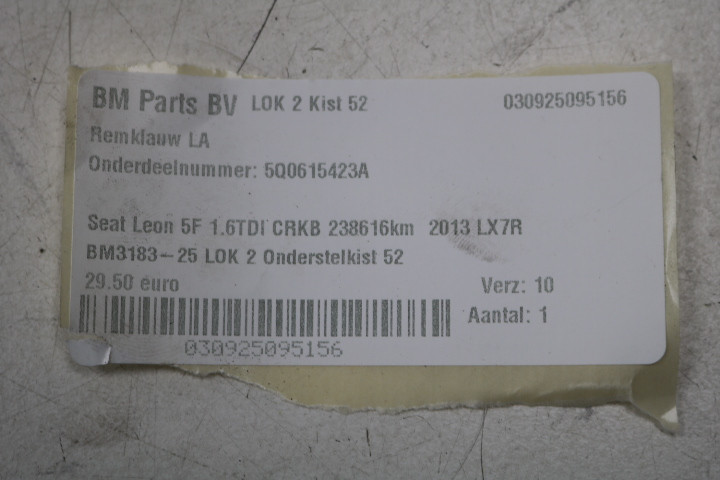 BM Parts BV LOK 2 Kist 52 030925095156
Remklauw LA
Onderdeelnummer: 5Q0615423A
Seat Leon 5F 1.6TDI CRKB 238616km 2013 LX7R
BM3183-25 LOK 2 Onderstelkist 52
29.50 euro Verz: 10
Aantal: 1
030925095156